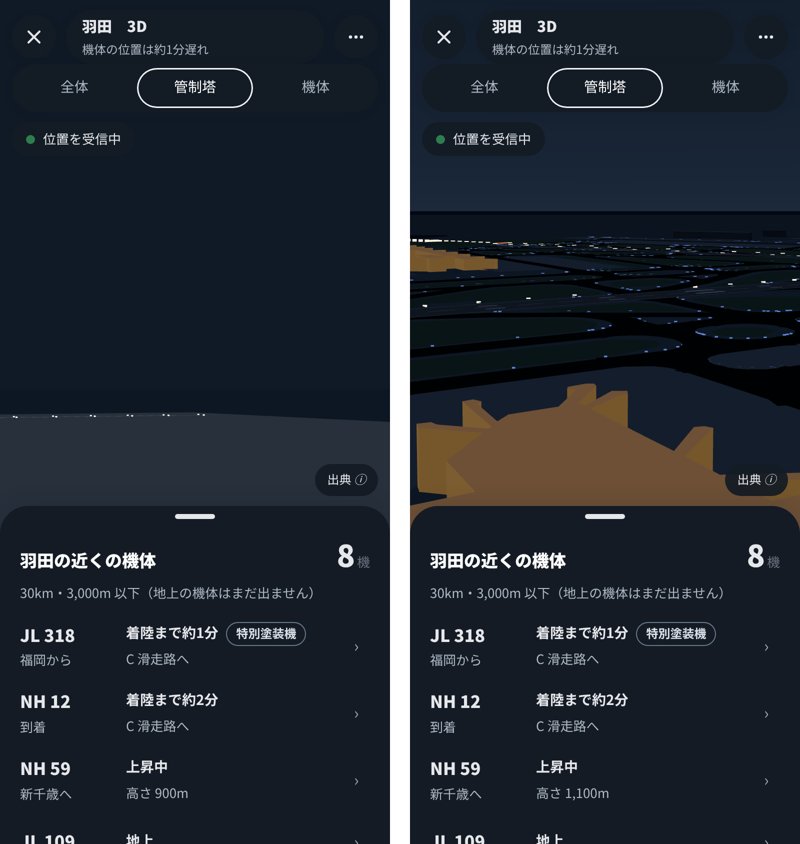 羽田 3D
機体の位置は約1分遅れ
全体 管制塔 機体
位置を受信中
出典
羽田の近くの機体
8機
30km・3,000m 以下（地上の機体はまだ出ません）
JL 318 着陸まで約1分 特別塗装機
福岡から C 滑走路へ
NH 12 着陸まで約2分
到着 C 滑走路へ
NH 59 上昇中
新千歳へ 高さ 900m
JL 109 地上
羽田 3D
機体の位置は約1分遅れ
全体 管制塔 機体
位置を受信中
出典
羽田の近くの機体
8機
30km・3,000m 以下（地上の機体はまだ出ません）
JL 318 着陸まで約1分 特別塗装機
福岡から C 滑走路へ
NH 12 着陸まで約2分
到着 C 滑走路へ
NH 59 上昇中
新千歳へ 高さ 1,100m
JL 109 地上